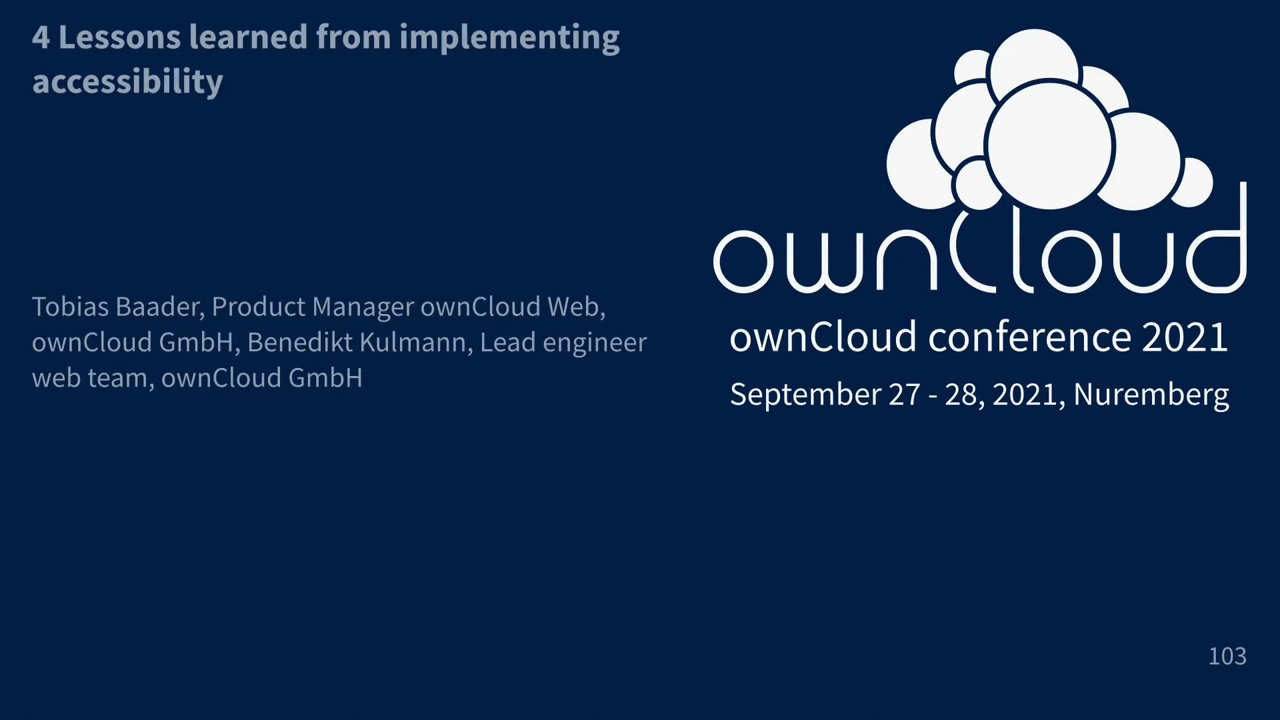 4 Lessons learned from implementing
accessibility
Tobias Baader, Product Manager ownCloud Web,
ownCloud GmbH, Benedikt Kulmann, Lead engineer
web team, ownCloud GmbH
ownCloud
ownCloud conference 2021
September 27 - 28, 2021, Nuremberg
103